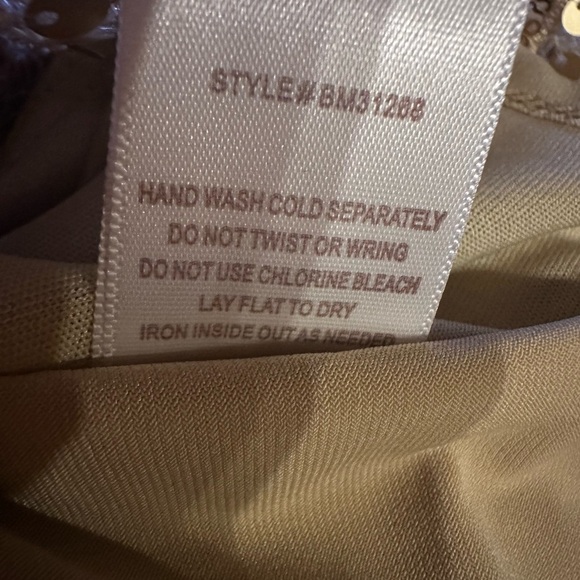 STYLE#BM31268
HAND WASH COLD SEPARATELY
DO NOT TWIST OR WRING
DO NOT USE CHLORINE BLEACH
LAY FLAT TO DRY
IRON INSIDE OUT AS NEEDED